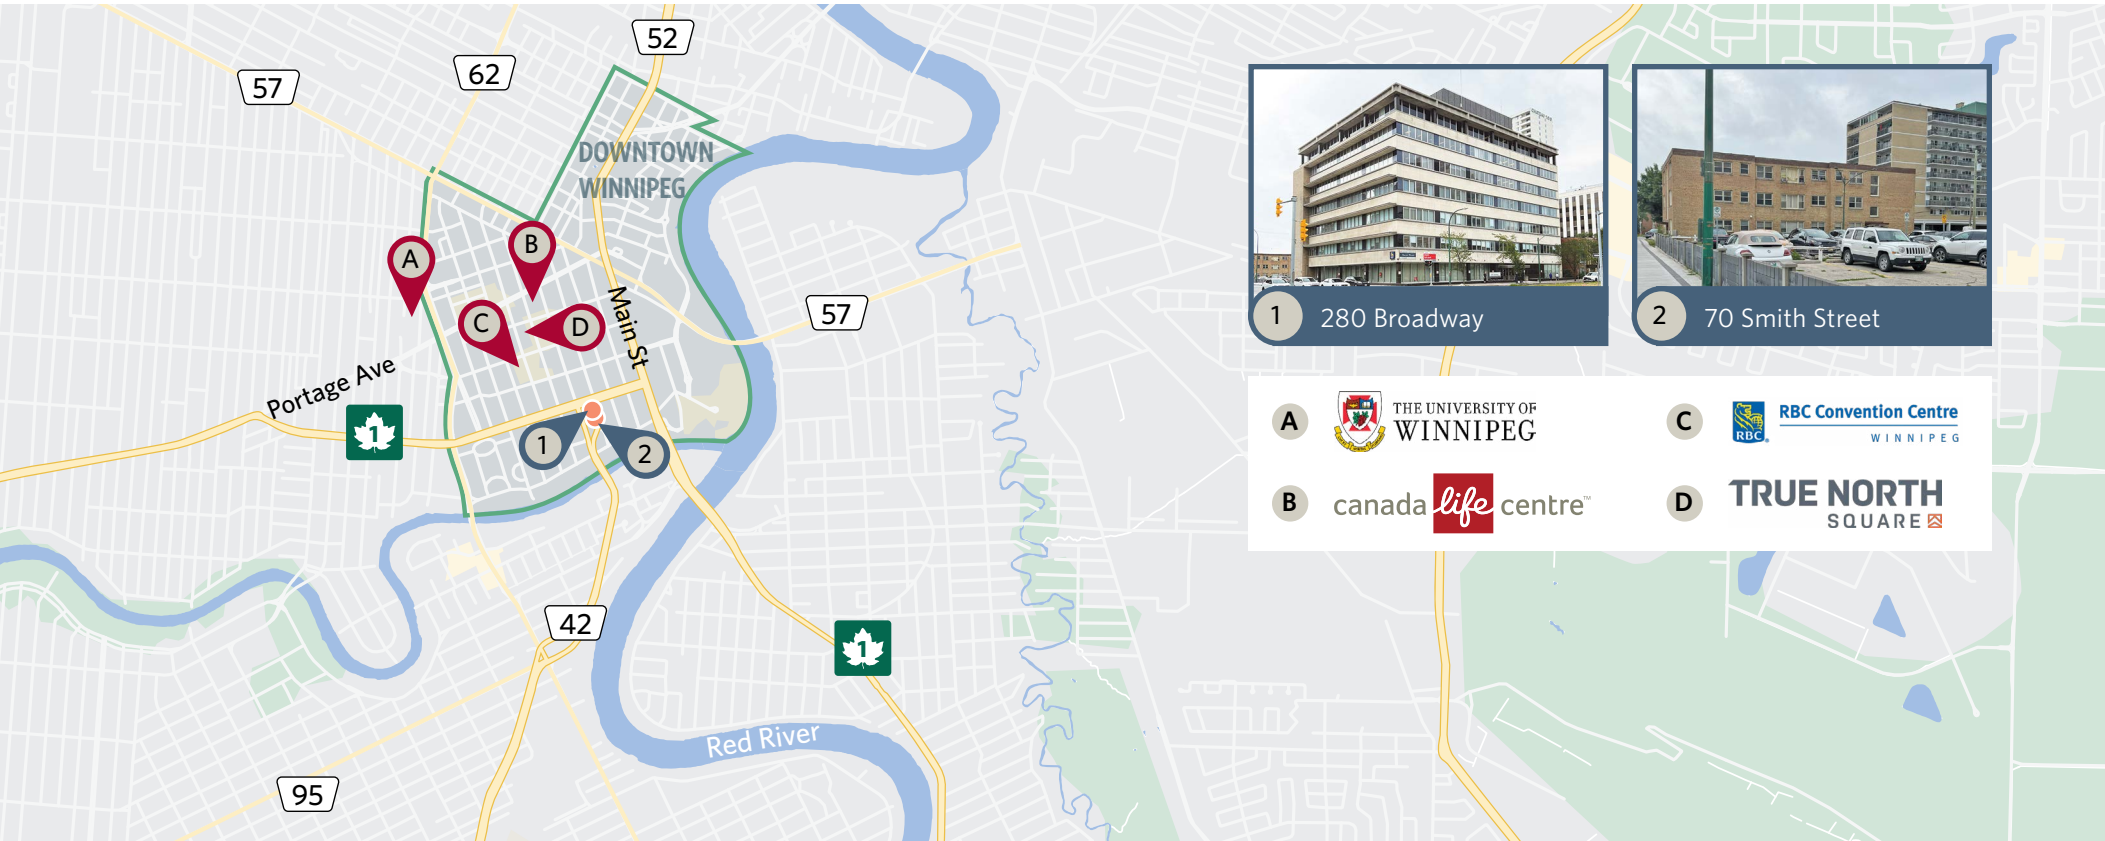 52
62
57
DOWNTOWN
WINNIPEG
A
B
C
D
Main St
57
Portage Ave
1
1
2
42
1
Red River
95
1 280 Broadway
2 70 Smith Street
A THE UNIVERSITY OF
WINNIPEG
B canada life centre™
C RBC RBC Convention Centre
WINNIPEG
D TRUE NORTH
SQUARE